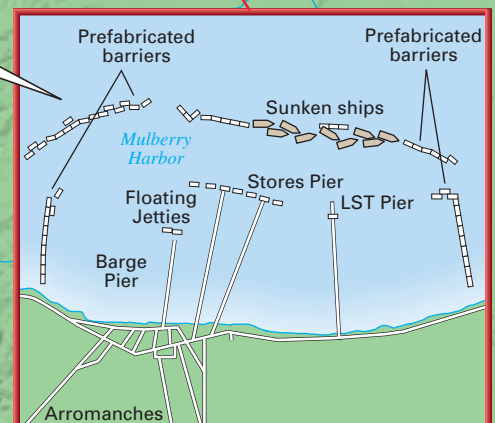 Prefabricated
barriers
Prefabricated
barriers
Sunken ships
Mulberry
Harbor
Stores Pier
Floating
Jetties
LST Pier
Barge
Pier
Arromanches